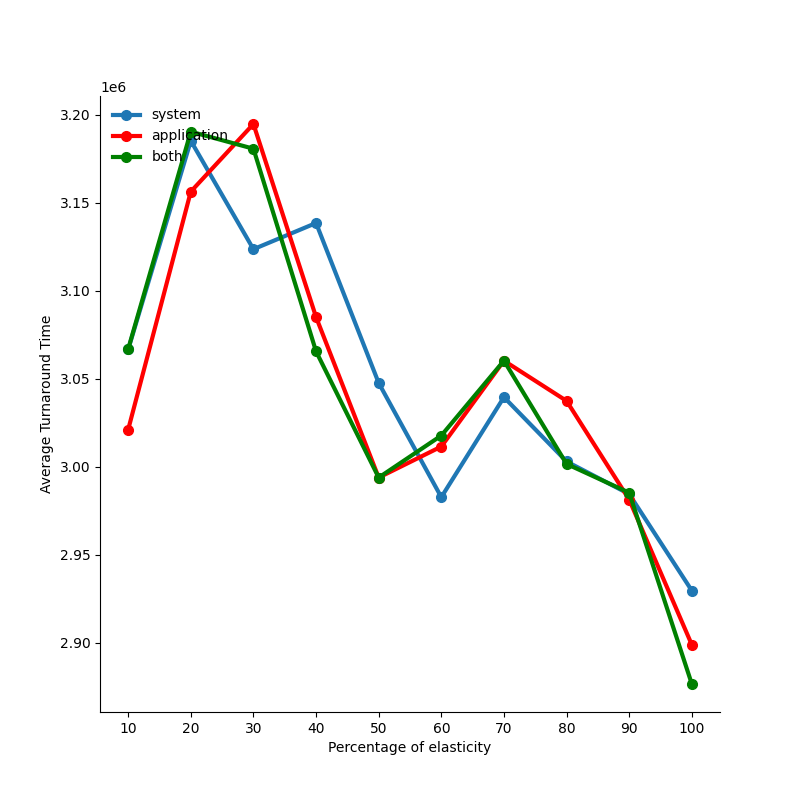 1e6
system
application
both
3.20
3.15
3.10
3.05
3.00
2.95
2.90
Average Turnaround Time
10 20 30 40 50 60 70 80 90 100
Percentage of elasticity